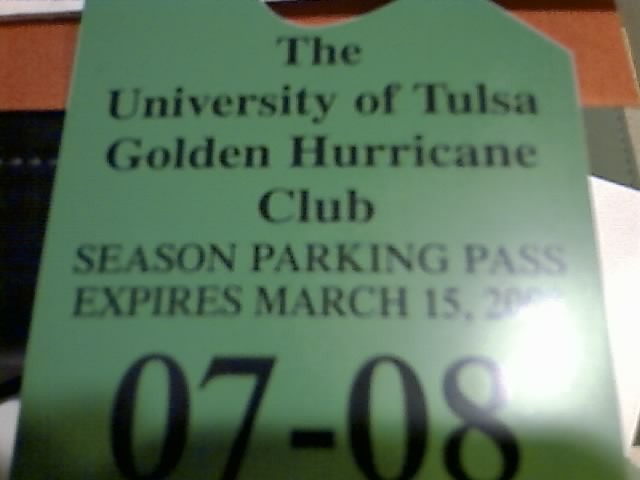 The
University of Tulsa
Golden Hurricane
Club
SEASON PARKING PASS
EXPIRES MARCH 15,
07-08